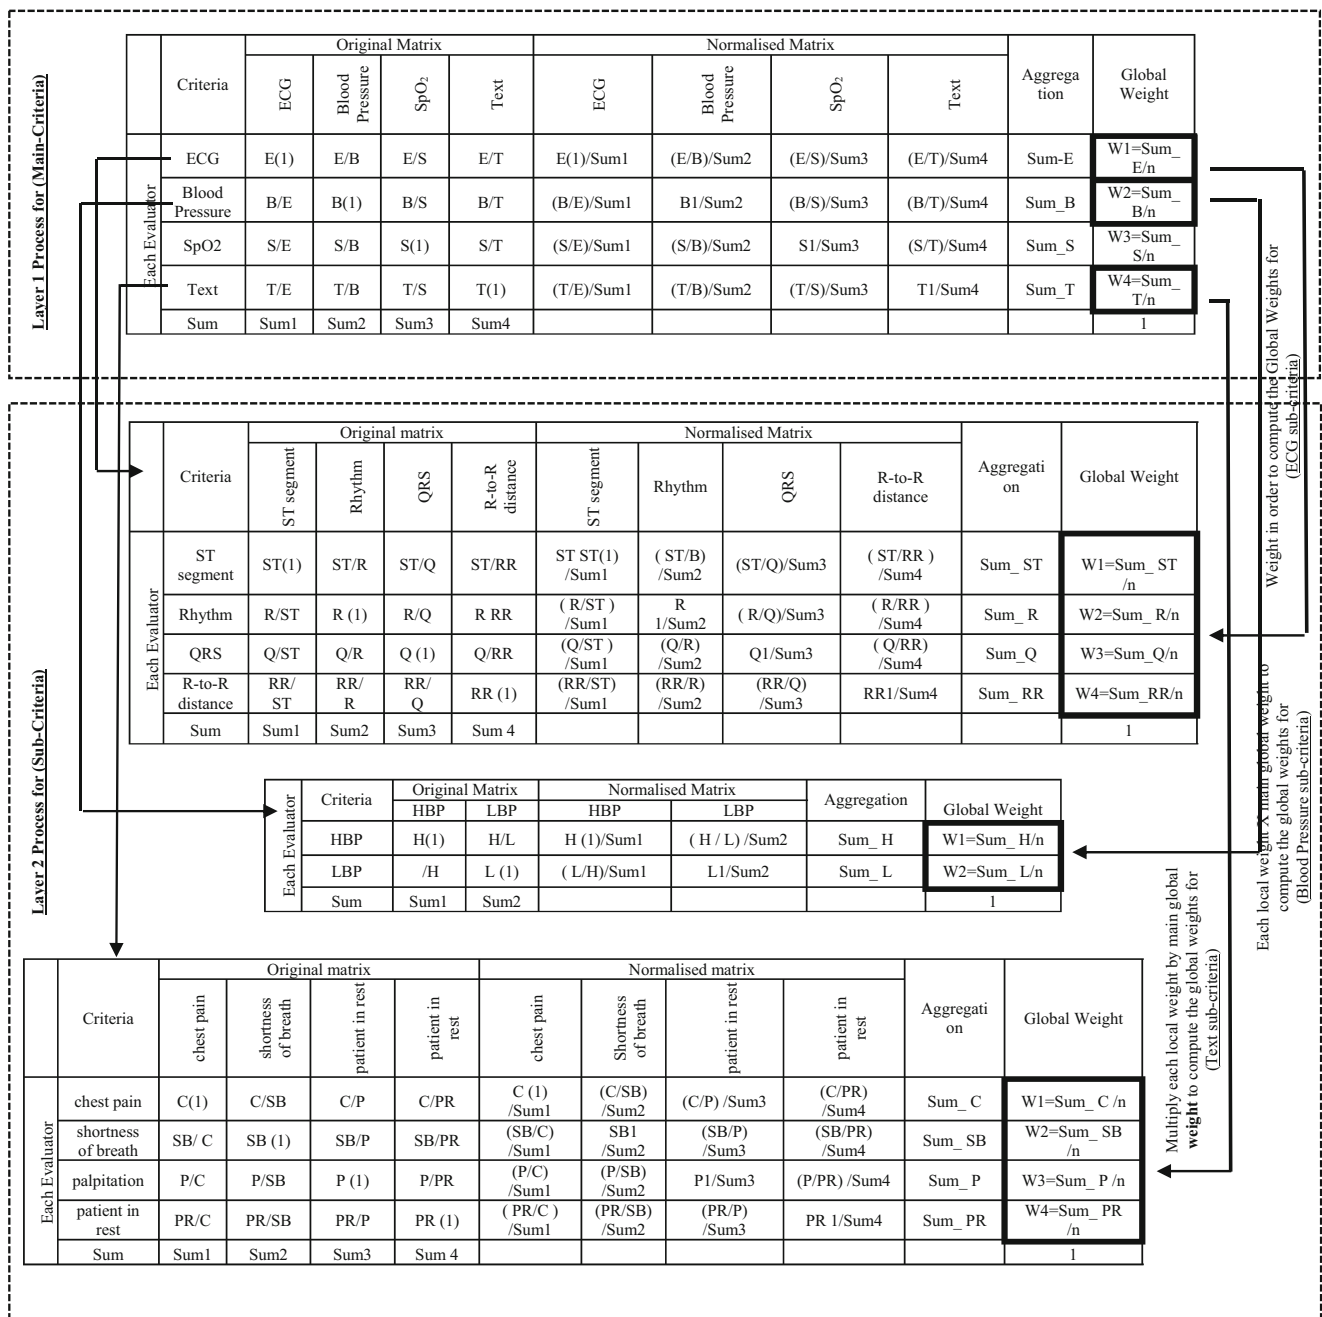 Layer 1 Process for (Main-Criteria)
Original Matrix Normalised Matrix
Criteria ECG Blood Pressure SpO2 Text ECG Blood Pressure SpO2 Text Aggrega tion Global Weight
Each Evaluator
ECG E(1) E/B E/S E/T E(1)/Sum1 (E/B)/Sum2 (E/S)/Sum3 (E/T)/Sum4 Sum-E W1=Sum_ E/n
Blood Pressure B/E B(1) B/S B/T (B/E)/Sum1 B1/Sum2 (B/S)/Sum3 (B/T)/Sum4 Sum_B W2=Sum_ B/n
SpO2 S/E S/B S(1) S/T (S/E)/Sum1 (S/B)/Sum2 S1/Sum3 (S/T)/Sum4 Sum_S W3=Sum_ S/n
Text T/E T/B T/S T(1) (T/E)/Sum1 (T/B)/Sum2 (T/S)/Sum3 T1/Sum4 Sum_T W4=Sum_ T/n
Sum Sum1 Sum2 Sum3 Sum4 1
Weight in order to compute the Global Weights for
(ECG sub-criteria)
Layer 2 Process for (Sub-Criteria)
Original matrix Normalised Matrix
Criteria ST segment Rhythm QRS R-to-R distance ST segment Rhythm QRS R-to-R distance Aggregati on Global Weight
Each Evaluator
ST segment ST(1) ST/R ST/Q ST/RR ST ST(1) /Sum1 ( ST/B) /Sum2 (ST/Q)/Sum3 ( ST/RR ) /Sum4 Sum_ ST W1=Sum_ ST /n
Rhythm R/ST R (1) R/Q R RR ( R/ST ) /Sum1 R 1/Sum2 ( R/Q)/Sum3 ( R/RR ) /Sum4 Sum_ R W2=Sum_ R/n
QRS Q/ST Q/R Q (1) Q/RR (Q/ST ) /Sum1 (Q/R)/ Sum2 Q1/Sum3 ( Q/RR) /Sum4 Sum_Q W3=Sum_Q/n
R-to-R distance RR/ ST RR/ R RR/ Q RR (1) (RR/ST) /Sum1 (RR/R) /Sum2 (RR/Q)/ Sum3 RR1/Sum4 Sum_ RR W4=Sum_RR/n
Sum Sum1 Sum2 Sum3 Sum 4 1
Each local weight X main global weight to
compute the global weights for
(Blood Pressure sub-criteria)
Original Matrix Normalised Matrix
Criteria HBP LBP HBP LBP Aggregation Global Weight
Each Evaluator
HBP H(1) H/L H (1)/Sum1 ( H / L) /Sum2 Sum_ H W1=Sum_ H/n
LBP /H L (1) ( L/H)/Sum1 L1/Sum2 Sum_ L W2=Sum_ L/n
Sum Sum1 Sum2 1
Multiply each local weight by main global
weight to compute the global weights for
(Text sub-criteria)
Original matrix Normalised matrix
Criteria chest pain shortness of breath patient in rest patient in rest chest pain Shortness of breath patient in rest patient in rest Aggregati on Global Weight
Each Evaluator
chest pain C(1) C/SB C/P C/PR C (1) /Sum1 (C/SB)/ Sum2 (C/P) /Sum3 (C/PR) /Sum4 Sum_ C W1=Sum_ C /n
shortness of breath SB/ C SB (1) SB/P SB/PR (SB/C)/ Sum1 SB1 /Sum2 (SB/P)/ Sum3 (SB/PR) /Sum4 Sum_ SB W2=Sum_ SB /n
palpitation P/C P/SB P (1) P/PR (P/C) /Sum1 (P/SB)/ Sum2 P1/Sum3 (P/PR) /Sum4 Sum_ P W3=Sum_ P /n
patient in rest PR/C PR/SB PR/P PR (1) ( PR/C ) /Sum1 (PR/SB) /Sum2 (PR/P) /Sum3 PR 1/Sum4 Sum_ PR W4=Sum_ PR /n
Sum Sum1 Sum2 Sum3 Sum 4 1